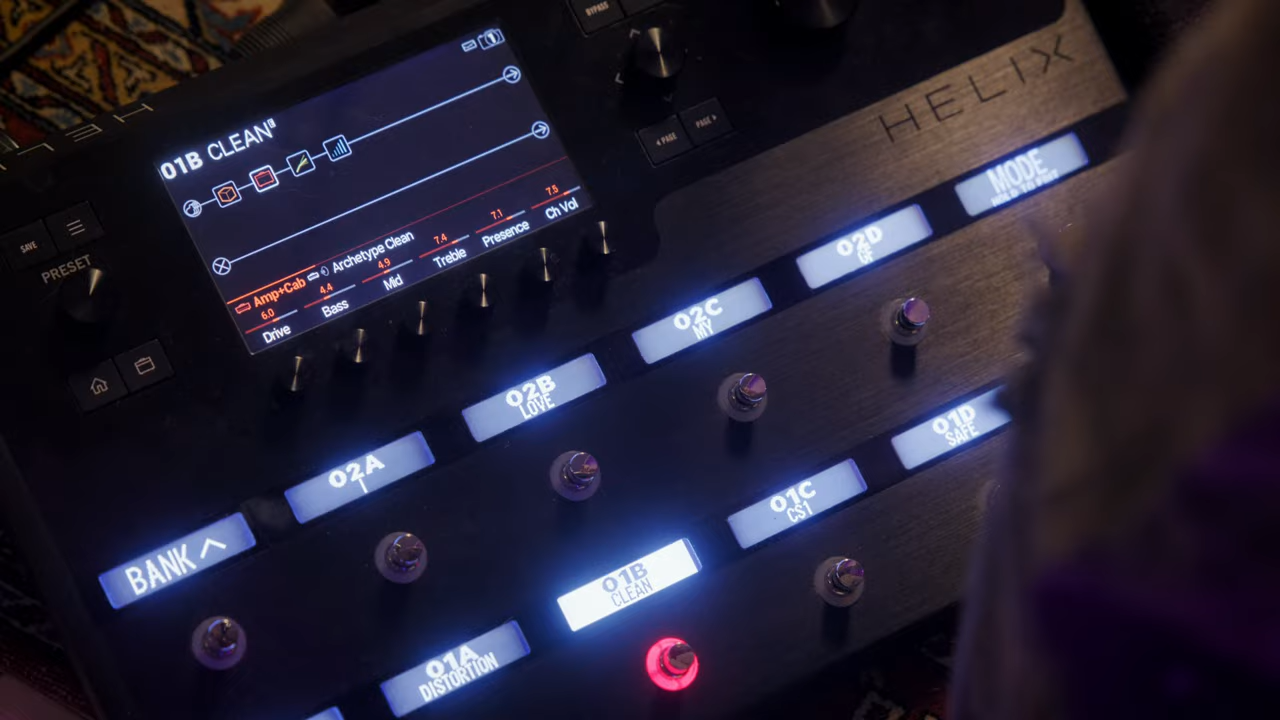 BYPASS
HELIX
01B CLEAN
SAVE
PRESET
◀ PAGE
PAGE ▶
Amp+Cab
Archetype Clean
6.0
4.4
4.9
7.4
7.1
7.5
Drive
Bass
Mid
Treble
Presence
Ch Vol
BANK
02A
I
02B
LOVE
02C
MY
02D
MODE
HOLD TO EDIT
01A
DISTORTION
01B
CLEAN
01C
CS1
01D
SAFE